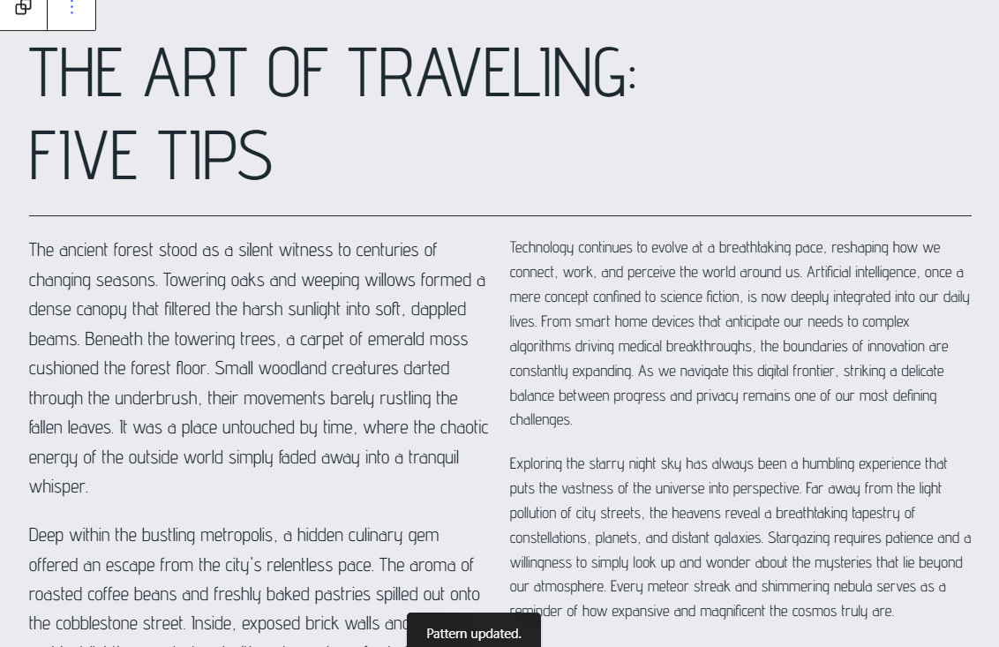 THE ART OF TRAVELING:
FIVE TIPS
The ancient forest stood as a silent witness to centuries of
changing seasons. Towering oaks and weeping willows formed a
dense canopy that filtered the harsh sunlight into soft, dappled
beams. Beneath the towering trees, a carpet of emerald moss
cushioned the forest floor. Small woodland creatures darted
through the underbrush, their movements barely rustling the
fallen leaves. It was a place untouched by time, where the chaotic
energy of the outside world simply faded away into a tranquil
whisper.
Deep within the bustling metropolis, a hidden culinary gem
offered an escape from the city's relentless pace. The aroma of
roasted coffee beans and freshly baked pastries spilled out onto
the cobblestone street. Inside, exposed brick walls and
Technology continues to evolve at a breathtaking pace, reshaping how we
connect, work, and perceive the world around us. Artificial intelligence, once a
mere concept confined to science fiction, is now deeply integrated into our daily
lives. From smart home devices that anticipate our needs to complex
algorithms driving medical breakthroughs, the boundaries of innovation are
constantly expanding. As we navigate this digital frontier, striking a delicate
balance between progress and privacy remains one of our most defining
challenges.
Exploring the starry night sky has always been a humbling experience that
puts the vastness of the universe into perspective. Far away from the light
pollution of city streets, the heavens reveal a breathtaking tapestry of
constellations, planets, and distant galaxies. Stargazing requires patience and a
willingness to simply look up and wonder about the mysteries that lie beyond
our atmosphere. Every meteor streak and shimmering nebula serves as a
reminder of how expansive and magnificent the cosmos truly are.
Pattern updated.